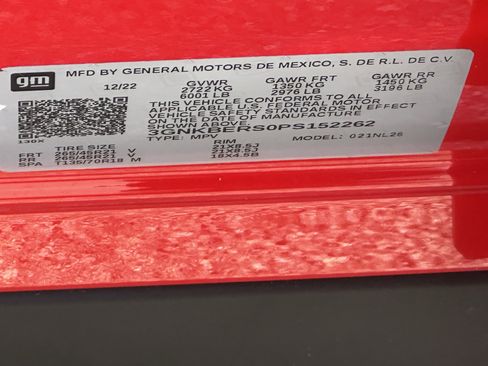 gm
MFD BY GENERAL MOTORS DE MEXICO, S. DE R.L. DE C.V.
12/22 GVWR GAWR FRT GAWR RR
2722 KG 1350 KG 1450 KG
6001 LB 2976 LB 3196 LB
THIS VEHICLE CONFORMS TO ALL
APPLICABLE U.S. FEDERAL MOTOR
VEHICLE SAFETY STANDARDS IN EFFECT
ON THE DATE OF MANUFACTURE
SHOWN ABOVE.
3GNKBERS0PS152262
TYPE: MPV MODEL: 021NL26
130X
TIRE SIZE RIM
FRT 265/45R21 V 21X8.5J
RR 265/45R21 V 21X8.5J
SPA T135/70R18 M 18X4.5B